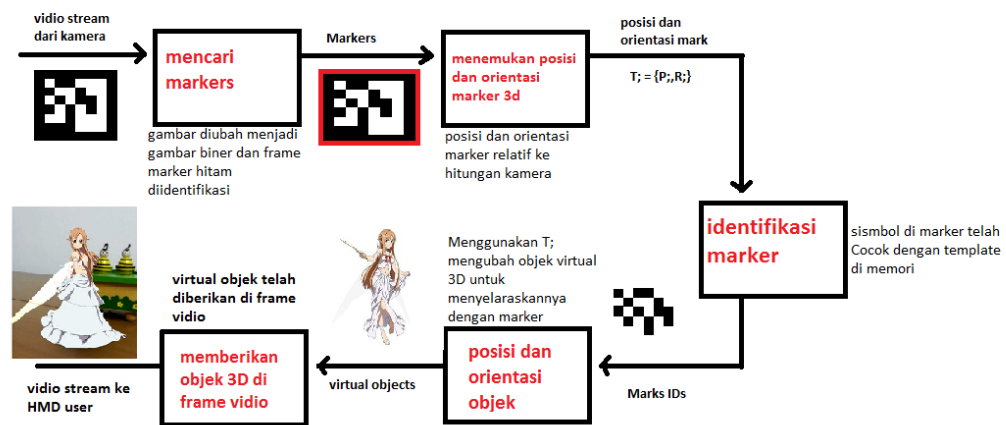 vidio stream
dari kamera
mencari
markers
gambar diubah menjadi
gambar biner dan frame
marker hitam
diidentifikasi
Markers
menemukan posisi
dan orientasi
marker 3d
posisi dan orientasi
marker relatif ke
hitungan kamera
posisi dan
orientasi mark
T; = {P;,R;}
identifikasi
marker
sismbol di marker telah
Cocok dengan template
di memori
Marks IDs
Menggunakan T;
mengubah objek virtual
3D untuk
menyelaraskannya
dengan marker
posisi dan
orientasi
objek
virtual objects
virtual objek telah
diberikan di frame
vidio
memberikan
objek 3D di
frame vidio
vidio stream ke
HMD user